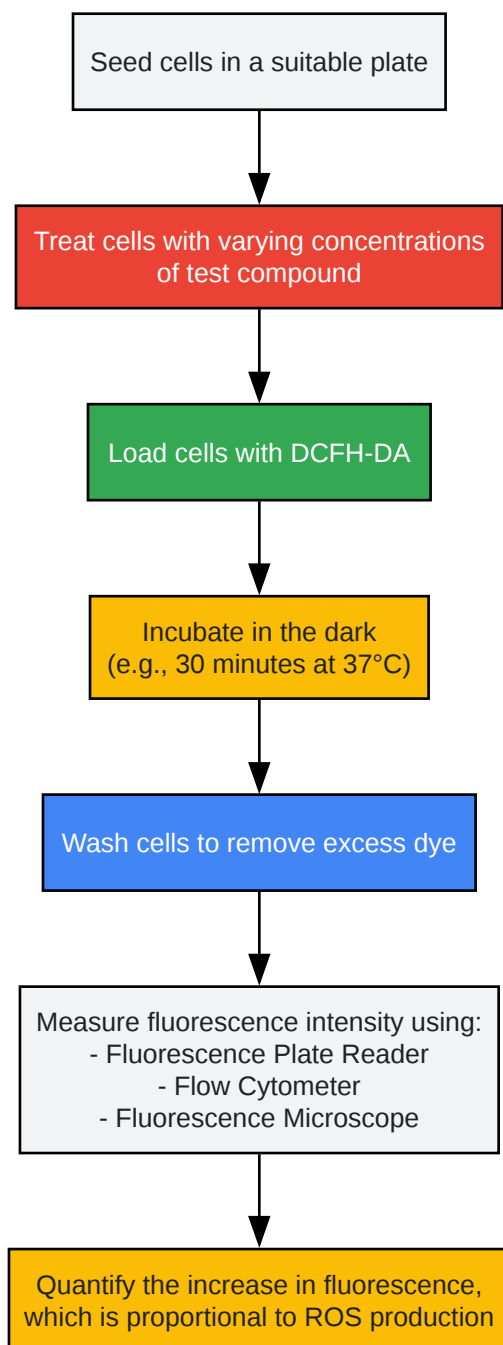 Seed cells in a suitable plate
Treat cells with varying concentrations
of test compound
Load cells with DCFH-DA
Incubate in the dark
(e.g., 30 minutes at 37°C)
Wash cells to remove excess dye
Measure fluorescence intensity using:
- Fluorescence Plate Reader
- Flow Cytometer
- Fluorescence Microscope
Quantify the increase in fluorescence,
which is proportional to ROS production